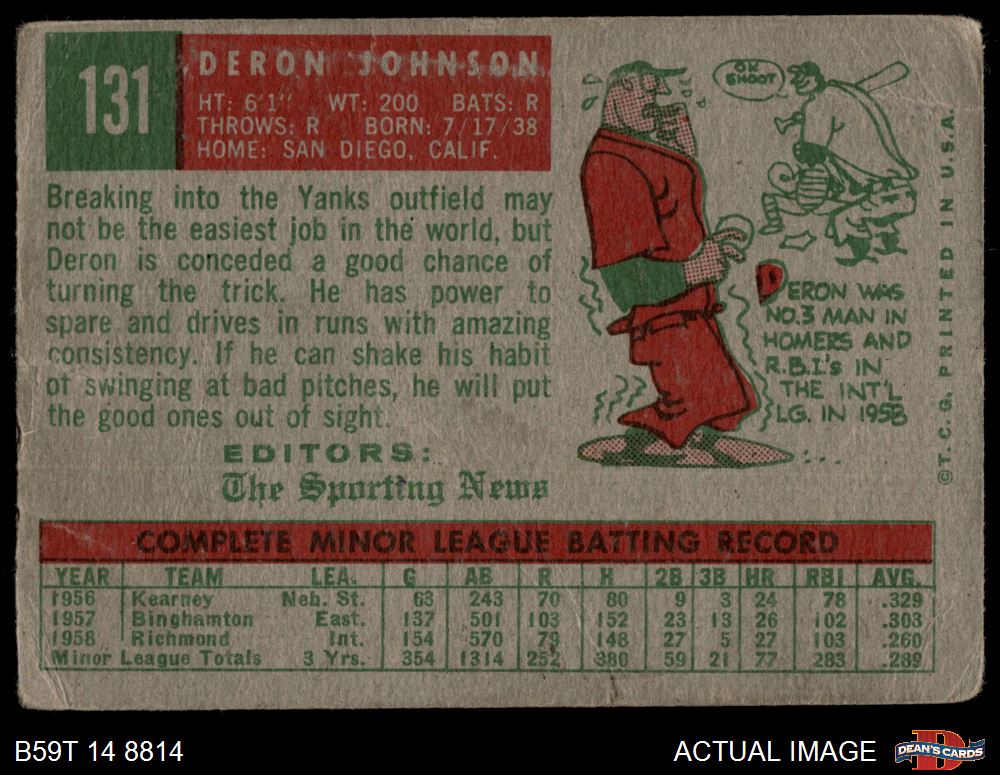 131
DERON JOHNSON
HT: 6'1" WT: 200 BATS: R
THROWS: R BORN: 7/17/38
HOME: SAN DIEGO, CALIF.
Breaking into the Yanks outfield may
not be the easiest job in the world, but
Deron is conceded a good chance of
turning the trick. He has power to
spare and drives in runs with amazing
consistency. If he can shake his habit
of swinging at bad pitches, he will put
the good ones out of sight.
EDITORS:
The Sporting News
OK
SHOOT
DERON WAS
NO.3 MAN IN
HOMERS AND
R.B.I's IN
THE INT'L
LG. IN 1958
©T. C. G. PRINTED IN U.S.A.
COMPLETE MINOR LEAGUE BATTING RECORD
YEAR TEAM LEA. G AB R H 2B 3B HR RBI AVG.
1956 Kearney Neb. St. 63 243 70 80 9 3 24 78 .329
1957 Binghamton East. 137 501 103 152 23 13 26 102 .303
1958 Richmond Int. 154 570 79 148 27 5 27 103 .260
Minor League Totals 3 Yrs. 354 1314 252 380 59 21 77 283 .289
B59T 14 8814
ACTUAL IMAGE
DEAN'S CARDS